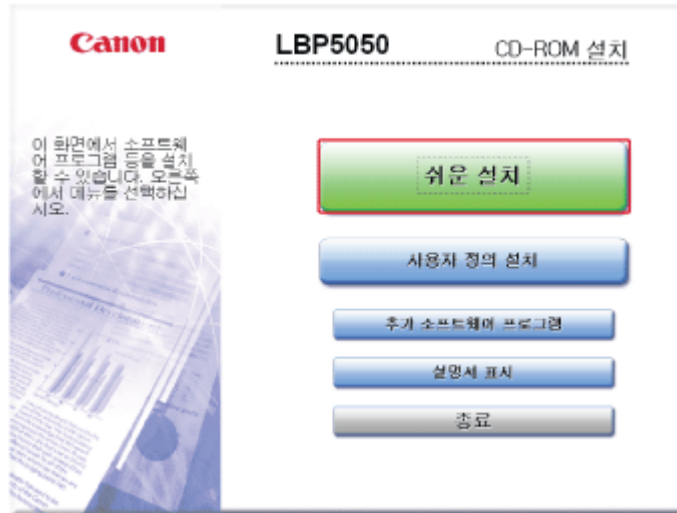 Canon
LBP5050
CD-ROM 설치
이 화면에서 소프트웨
어 프로그램 등을 설치
할 수 있습니다. 오른쪽
에서 메뉴를 선택하십
시오.
쉬운 설치
사용자 정의 설치
추가 소프트웨어 프로그램
설명서 표시
종료